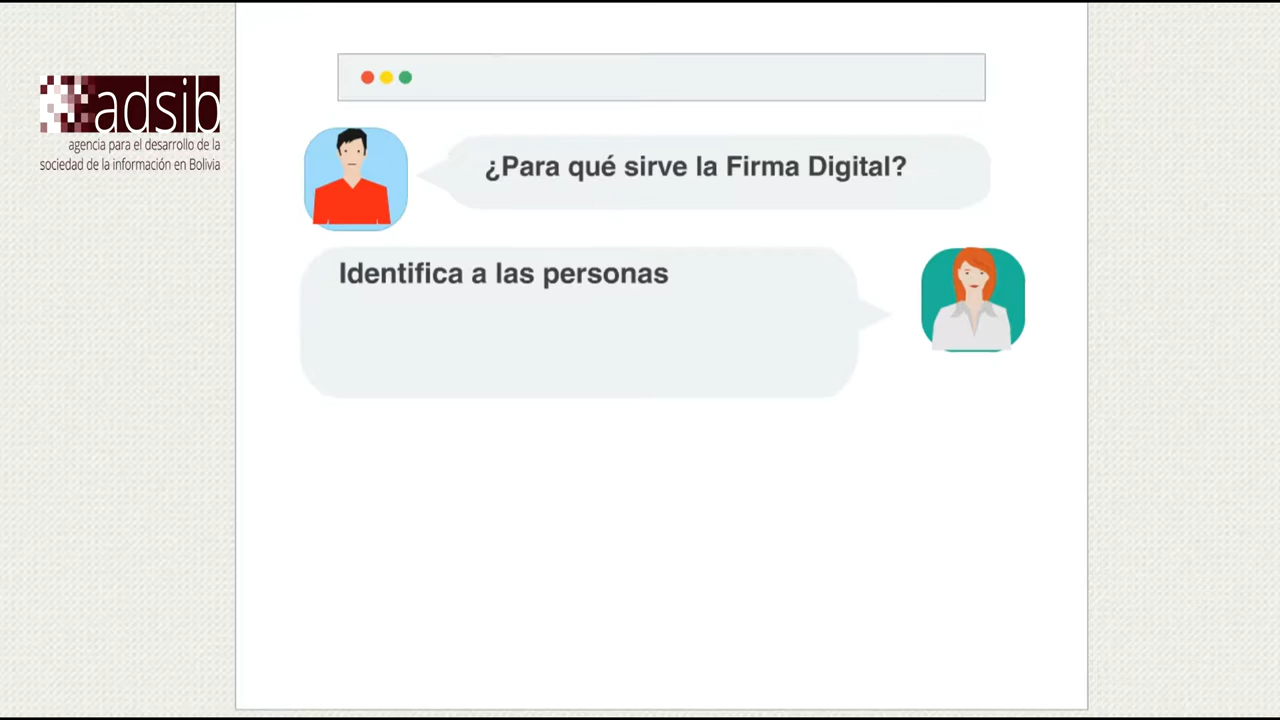 adsib
agencia para el desarrollo de la
sociedad de la información en Bolivia
¿Para qué sirve la Firma Digital?
Identifica a las personas